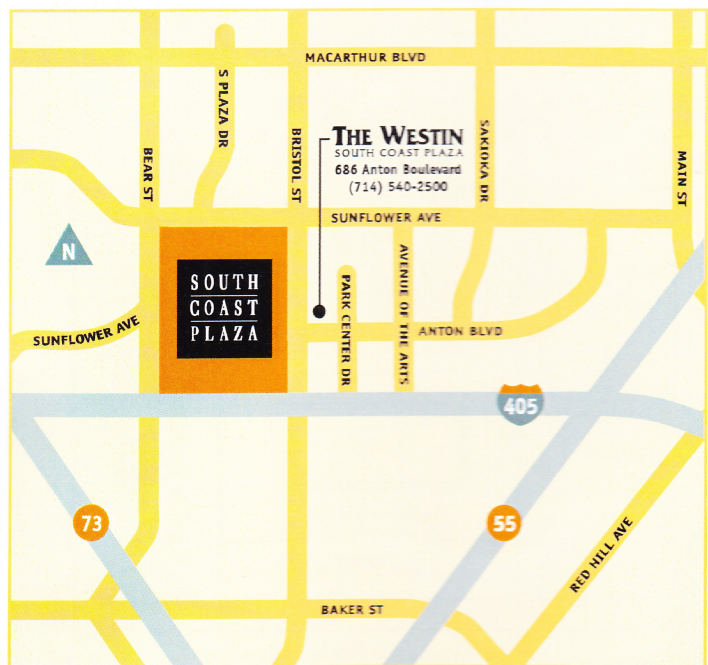 MACARTHUR BLVD
S PLAZA DR
BEAR ST
BRISTOL ST
THE WESTIN
SOUTH COAST PLAZA
686 Anton Boulevard
(714) 540-2500
SAKIOKA DR
MAIN ST
SUNFLOWER AVE
N
SOUTH
COAST
PLAZA
SUNFLOWER AVE
PARK CENTER DR
AVENUE OF THE ARTS
ANTON BLVD
405
73
55
RED HILL AVE
BAKER ST